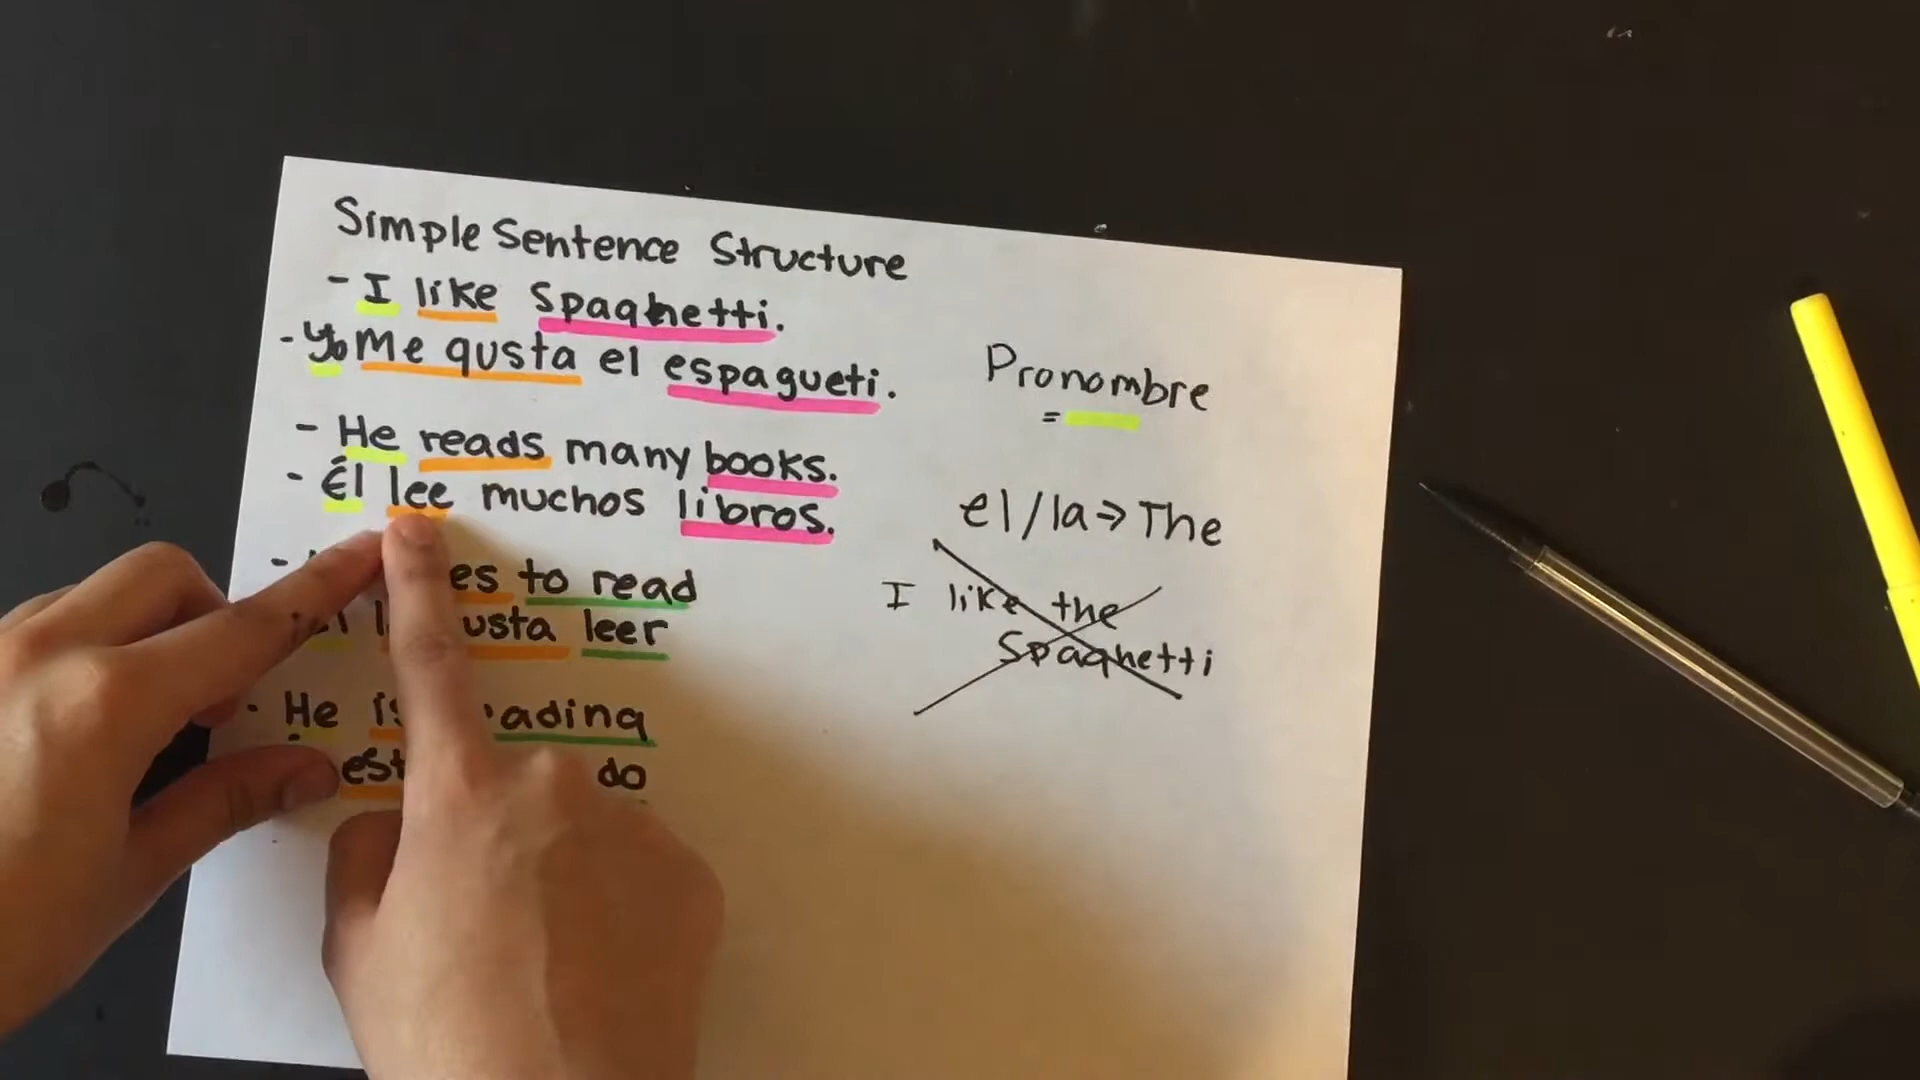 Simple Sentence Structure
- I like Spaghetti.
- Yo Me gusta el espagueti.
- He reads many books.
- Él lee muchos libros.
- es to read
usta leer
· He is ading
est do
Pronombre
=
el/la → The
I like the
Spaghetti